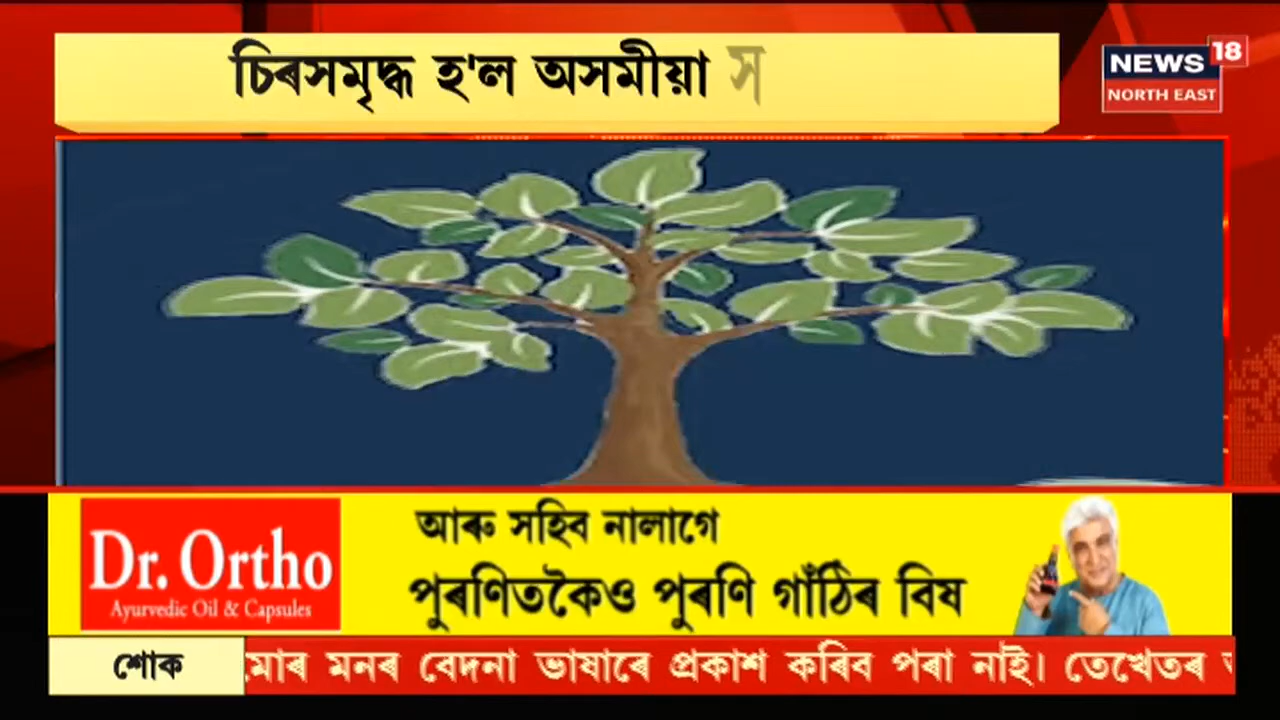 চিৰসমৃদ্ধ হ'ল অসমীয়া
NEWS 18
NORTH EAST
Dr. Ortho
Ayurvedic Oil & Capsules
আৰু সহিব নালাগে
পুৰণিতকৈও পুৰণি গাঁঠিৰ বিষ
শোক
মোৰ মনৰ বেদনা ভাষাৰে প্ৰকাশ কৰিব পৰা নাই। তেখেতৰ